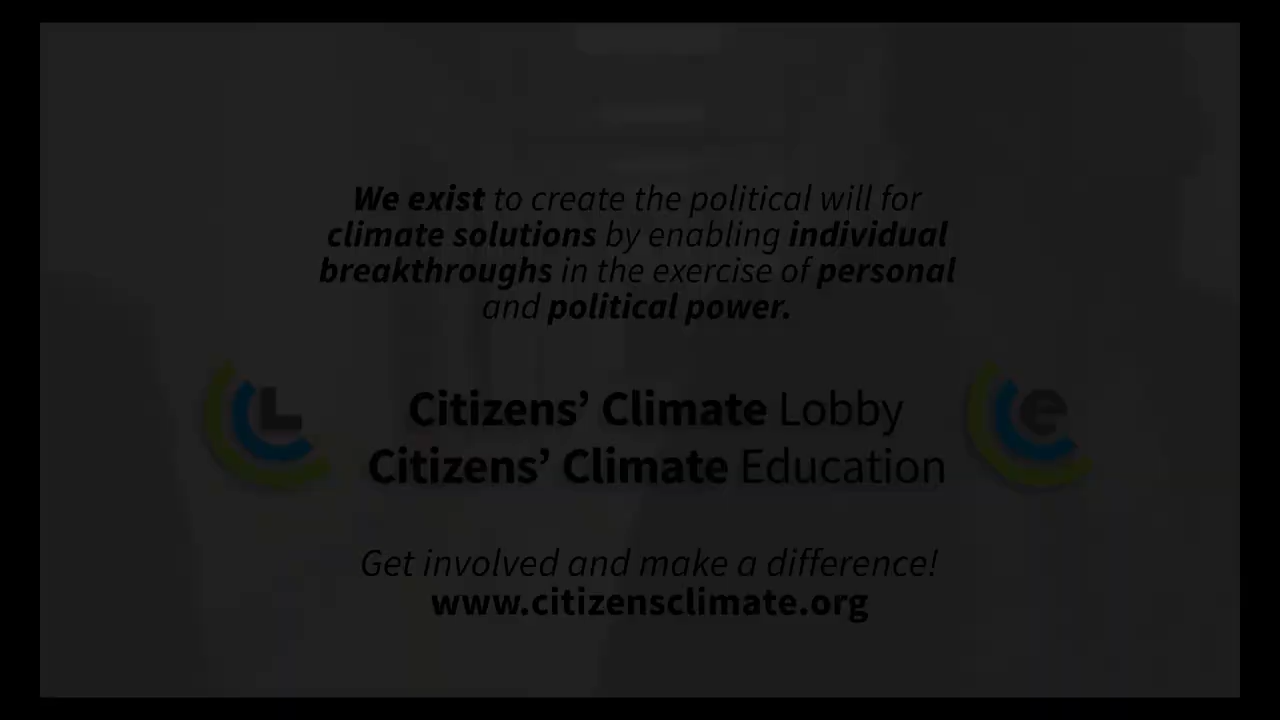 We exist to create the political will for
climate solutions by enabling individual
breakthroughs in the exercise of personal
and political power.
L
Citizens’ Climate Lobby
e
Citizens’ Climate Education
Get involved and make a difference!
www.citizensclimate.org